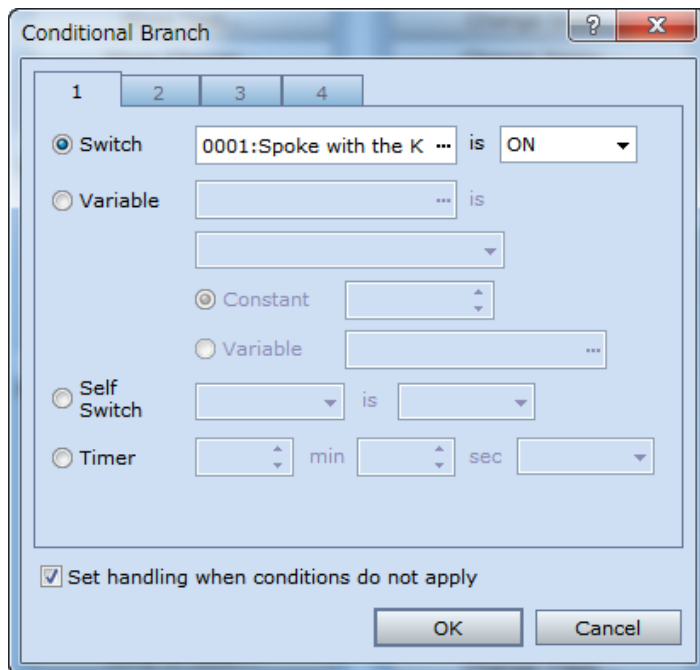 Conditional Branch
1 2 3 4
Switch 0001:Spoke with the K ... is ON
Variable ... is
Constant
Variable ...
Self
Switch is
Timer min sec
Set handling when conditions do not apply
OK Cancel